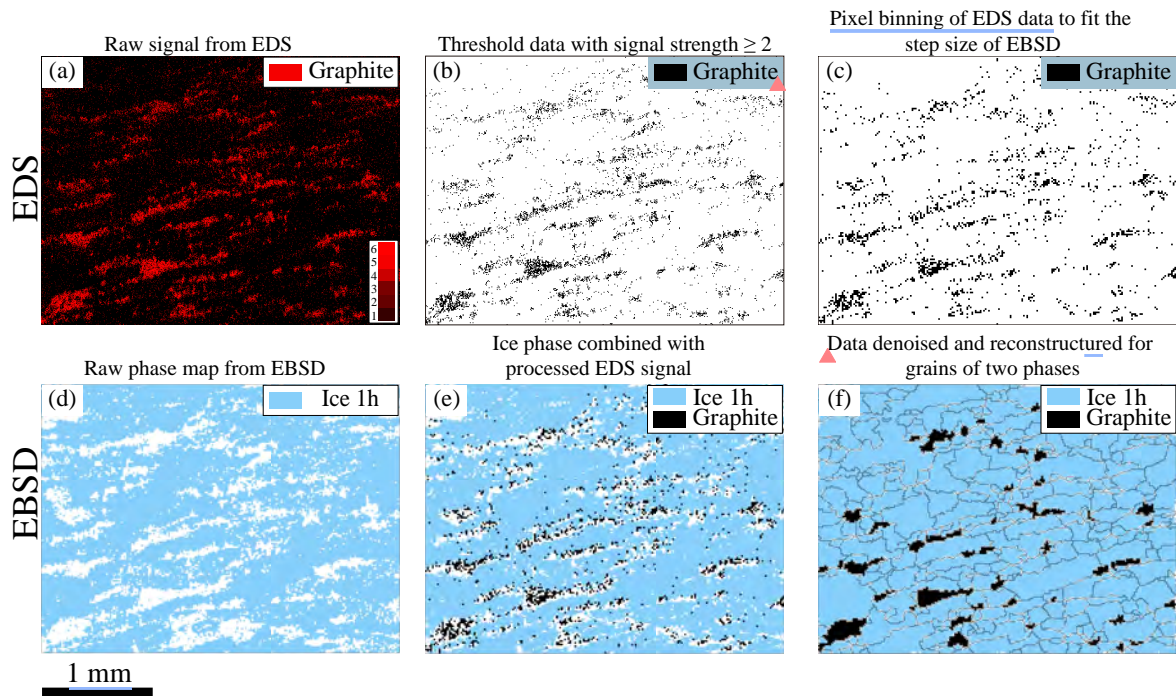 Pixel binning of EDS data to fit the
step size of EBSD
Raw signal from EDS
Threshold data with signal strength ≥ 2
(a)
Graphite
(b)
Graphite
(c)
Graphite
EDS
6
5
4
3
2
1
Raw phase map from EBSD
Ice phase combined with
processed EDS signal
Data denoised and reconstructured for
grains of two phases
(d)
Ice 1h
(e)
Ice 1h
Graphite
(f)
Ice 1h
Graphite
EBSD
1 mm